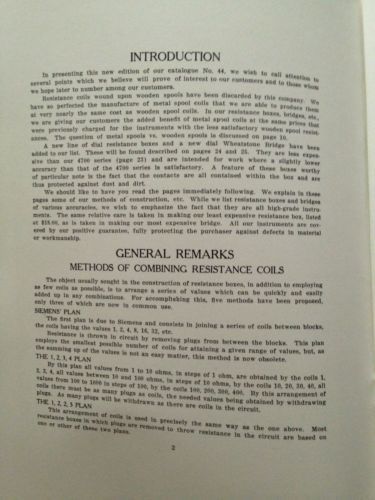 INTRODUCTION
In presenting this new edition of our catalogue No. 44, we wish to call attention to
several points which we believe will prove of interest to our customers and to those whom
we hope later to number among our customers.
Resistance coils wound upon wooden spools have been discarded by this company. We
have so perfected the manufacture of metal spool coils that we are able to produce them
at very nearly the same cost as wooden spool coils. In our resistance boxes, bridges, etc.,
we are giving our customers the added benefit of metal spool coils at the same prices that
were previously charged for the instruments with the less satisfactory wooden spool resist-
ances. The question of metal spools vs. wooden spools is discussed on page 10.
A new line of dial resistance boxes and a new dial Wheatstone Bridge have been
added to our list. These will be found described on pages 24 and 25. They are less expen-
sive than our 4700 series (page 23) and are intended for work where a slightly lower
accuracy than that of the 4700 series is satisfactory. A feature of these boxes worthy
of particular note is the fact that the contacts are all contained within the box and are
thus protected against dust and dirt.
We should like to have you read the pages immediately following. We explain in these
pages some of our methods of construction, etc. While we list resistance boxes and bridges
of various accuracies, we wish to emphasize the fact that they are all high-grade instru-
ments. The same relative care is taken in making our least expensive resistance box, listed
at $18.00, as is taken in making our most expensive bridge. All our instruments are cov-
ered by our positive guarantee, fully protecting the purchaser against defects in material
or workmanship.
GENERAL REMARKS
METHODS OF COMBINING RESISTANCE COILS
The object usually sought in the construction of resistance boxes, in addition to employing
as few coils as possible, is to arrange a series of values which can be quickly and easily
added up in any combinations. For accomplishing this, five methods have been proposed,
only three of which are now in common use.
SIEMENS' PLAN
The first plan is due to Siemens and consists in joining a series of coils between blocks,
the coils having the values 1, 2, 4, 8, 16, 32, etc.
Resistance is thrown in circuit by removing plugs from between the blocks. This plan
employs the smallest possible number of coils for attaining a given range of values, but, as
the summing up of the values is not an easy matter, this method is now obsolete.
THE 1, 2, 3, 4 PLAN
By this plan all values from 1 to 10 ohms, in steps of 1 ohm, are obtained by the coils 1,
2, 3, 4, all values between 10 and 100 ohms, in steps of 10 ohms, by the coils 10, 20, 30, 40, all
values from 100 to 1000 in steps of 100, by the coils 100, 200, 300, 400. By this arrangement of
coils there must be as many plugs as coils, the needed values being obtained by withdrawing
plugs. As many plugs will be withdrawn as there are coils in the circuit.
THE 1, 2, 2, 5 PLAN
This arrangement of coils is used in precisely the same way as the one above. Most
resistance boxes in which plugs are removed to throw resistance in the circuit are based on
one or other of these two plans.
2